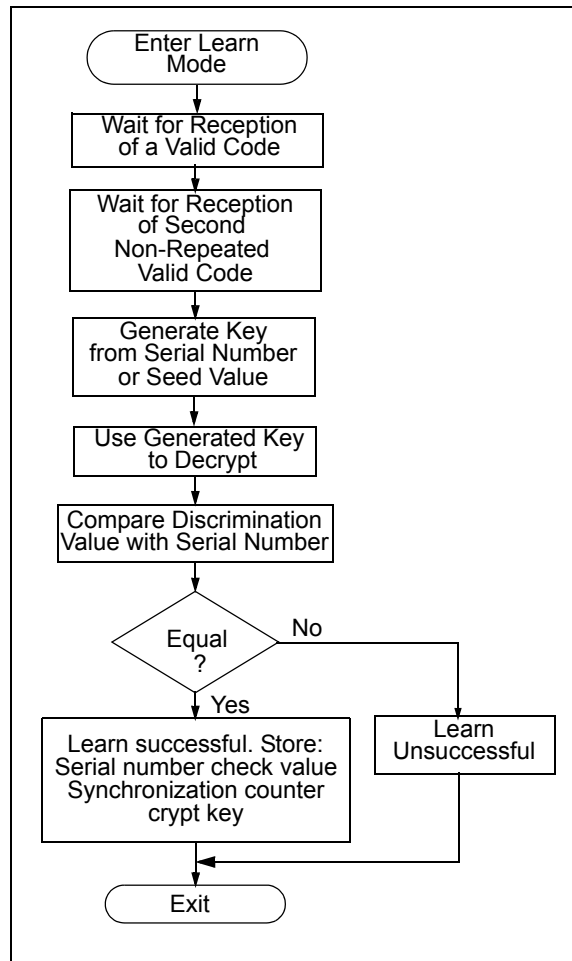 Enter Learn
Mode
Wait for Reception
of a Valid Code
Wait for Reception
of Second
Non-Repeated
Valid Code
Generate Key
from Serial Number
or Seed Value
Use Generated Key
to Decrypt
Compare Discrimination
Value with Serial Number
Equal
?
No
Yes
Learn successful. Store:
Serial number check value
Synchronization counter
crypt key
Learn
Unsuccessful
Exit